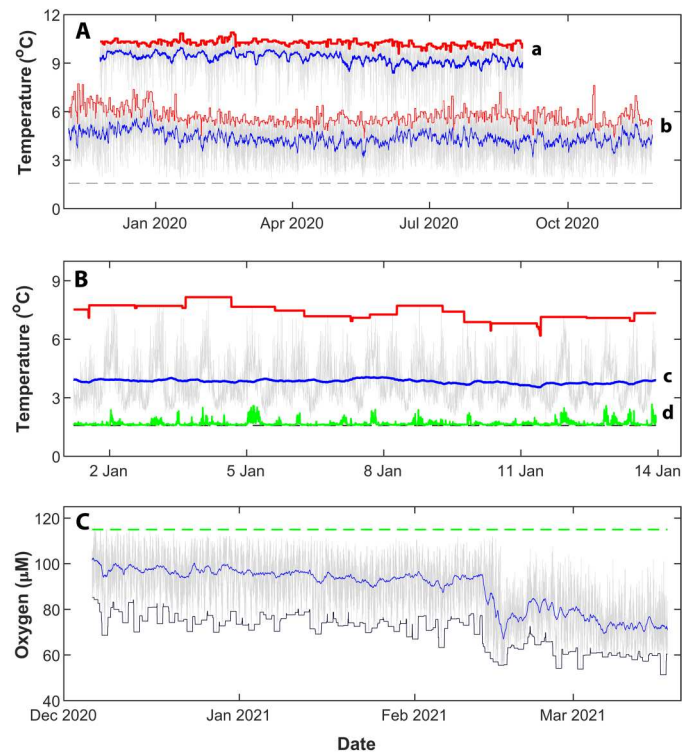 A
12
9
6
3
0
Temperature (°C)
a
b
Jan 2020
Apr 2020
Jul 2020
Oct 2020
B
9
6
3
0
Temperature (°C)
c
d
2 Jan
5 Jan
8 Jan
11 Jan
14 Jan
C
120
100
80
60
40
Oxygen (µM)
Dec 2020
Jan 2021
Feb 2021
Mar 2021
Date